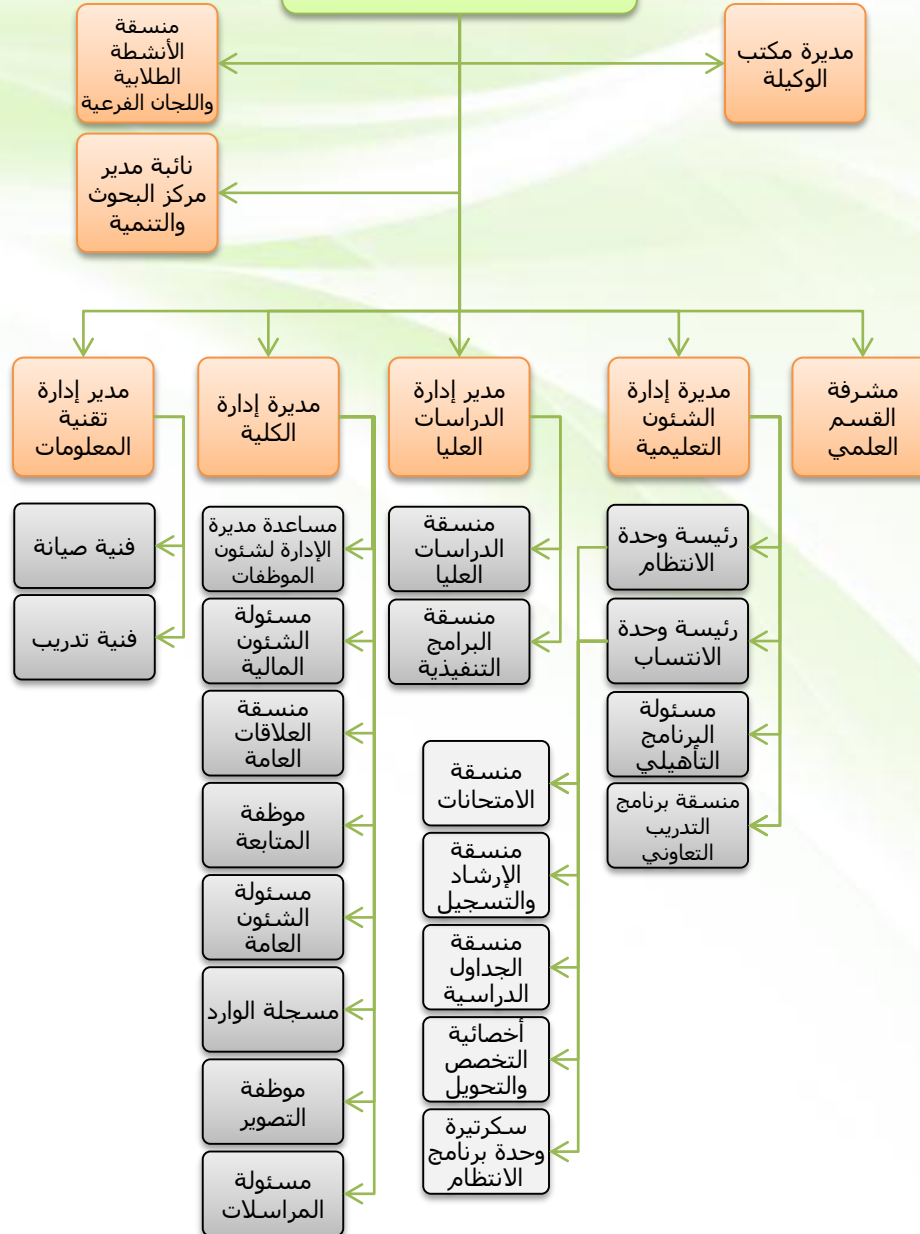 مديرة مكتب
الوكيلة
منسقة
الأنشطة
الطلابية
واللجان الفرعية
نائبة مدير
مركز البحوث
والتنمية
مشرفة
القسم
العلمي
مديرة إدارة
الشئون
التعليمية
مدير إدارة
الدراسات
العليا
مديرة إدارة
الكلية
مدير إدارة
تقنية
المعلومات
رئيسة وحدة
الانتظام
رئيسة وحدة
الانتساب
مسئولة
البرنامج
التأهيلي
منسقة برنامج
التدريب
التعاوني
منسقة
الامتحانات
منسقة
الإرشاد
والتسجيل
منسقة
الجداول
الدراسية
أخصائية
التخصص
والتحويل
سكرتيرة
وحدة برنامج
الانتظام
منسقة
الدراسات
العليا
منسقة
البرامج
التنفيذية
مساعدة مديرة
الإدارة لشئون
الموظفات
مسئولة
الشئون
المالية
منسقة
العلاقات
العامة
موظفة
المتابعة
مسئولة
الشئون
العامة
مسجلة الوارد
موظفة
التصوير
مسئولة
المراسلات
فنية صيانة
فنية تدريب